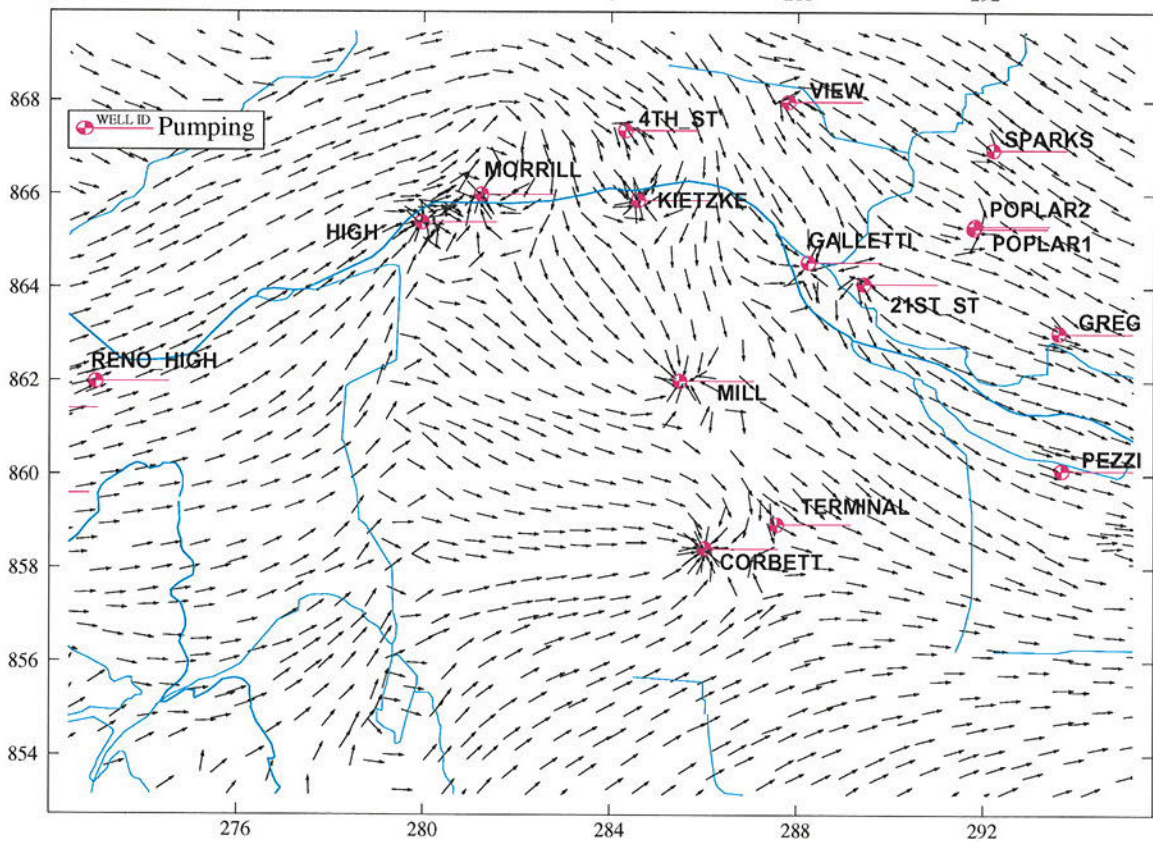 292
868
VIEW
WELL ID
Pumping
4TH_ST
SPARKS
MORRILL
866
KIETZKE
POPLAR2
HIGH
GALLETTI
POPLAR1
864
21ST_ST
GREG
RENO_HIGH
862
MILL
860
PEZZI
TERMINAL
858
CORBETT
856
854
276
280
284
288
292